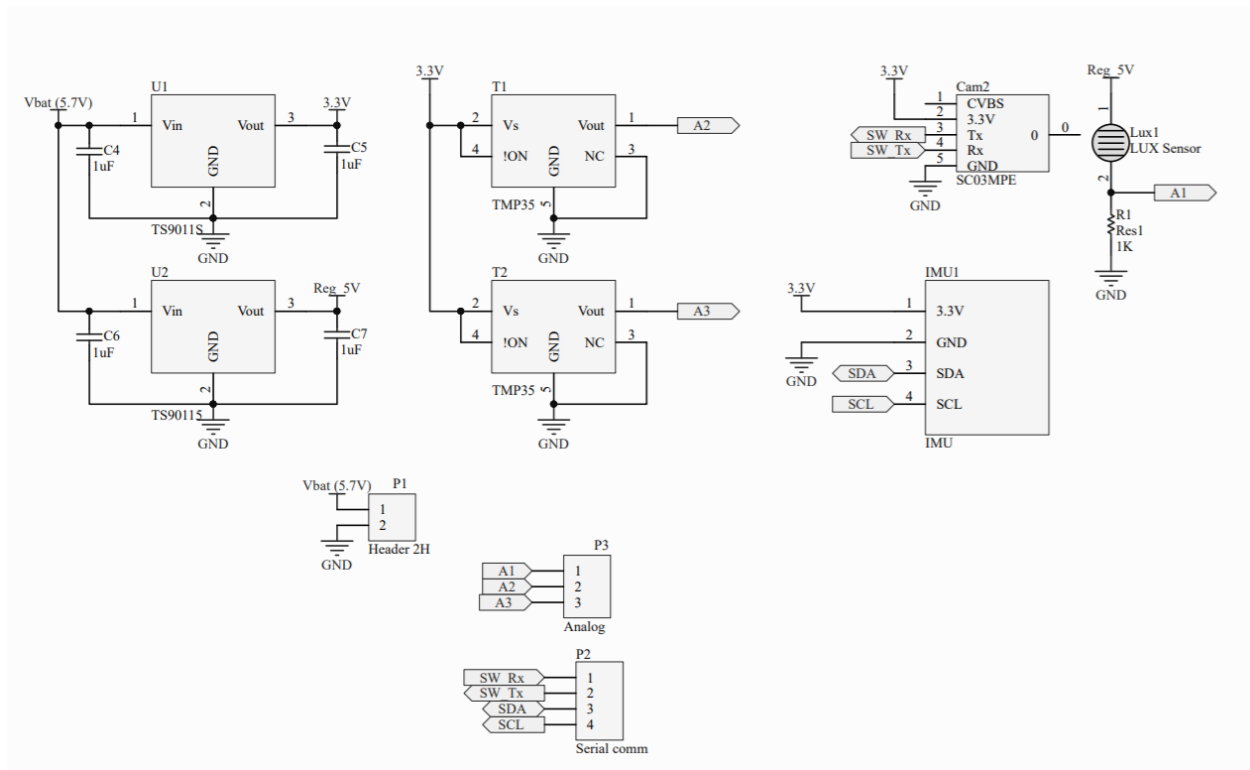 U1
Vbat (5.7V)
1
Vin
Vout
3
3.3V
GND
C4
1uF
C5
1uF
2
TS9011S
GND
U2
1
Vin
Vout
3
Reg_5V
GND
C6
1uF
C7
1uF
2
TS90115
GND
3.3V
T1
2
Vs
Vout
1
A2
4
!ON
GND
NC
3
TMP35
5
GND
T2
2
Vs
Vout
1
A3
4
!ON
GND
NC
3
TMP35
5
GND
3.3V
Cam2
1
CVBS
2
3.3V
SW_Rx
3
Tx
0
0
SW_Tx
4
Rx
5
GND
SC03MPE
GND
Reg_5V
1
Lux1
LUX Sensor
2
A1
R1
Res1
1K
GND
IMU1
3.3V
1
3.3V
2
GND
GND
SDA
3
SDA
SCL
4
SCL
IMU
Vbat (5.7V)
P1
1
2
Header 2H
GND
P3
A1
1
A2
2
A3
3
Analog
P2
SW_Rx
1
SW_Tx
2
SDA
3
SCL
4
Serial comm